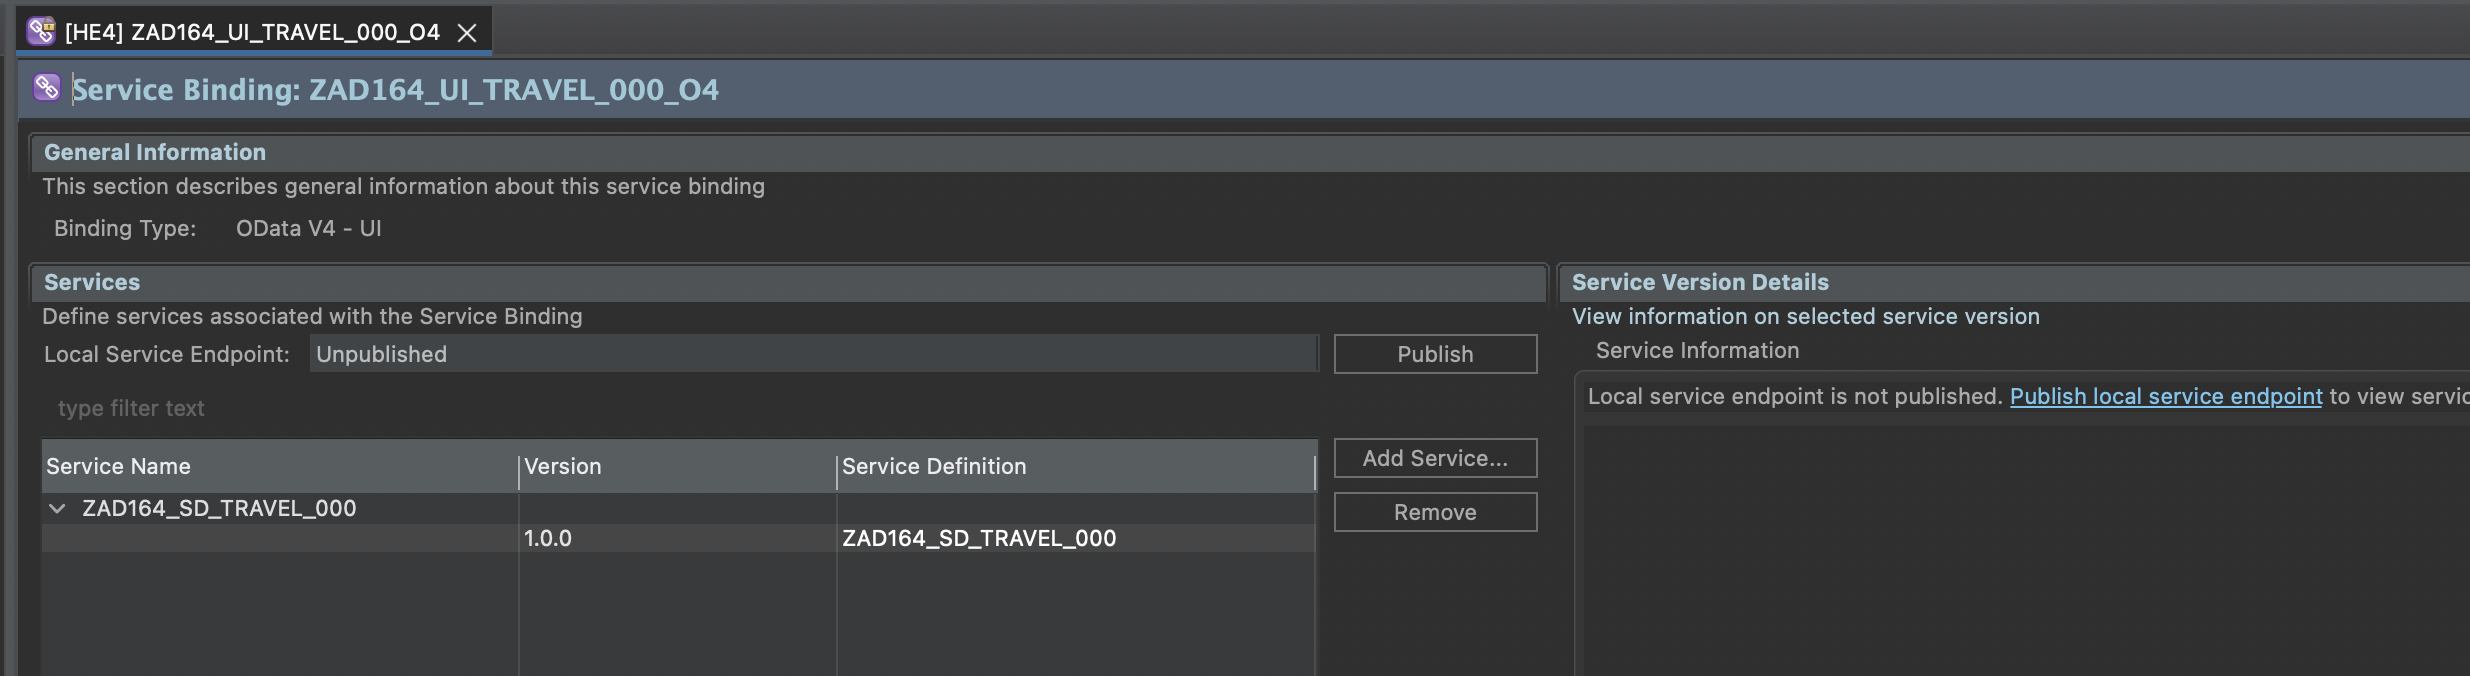 [HE4] ZAD164_UI_TRAVEL_000_O4
Service Binding: ZAD164_UI_TRAVEL_000_O4
General Information
This section describes general information about this service binding
Binding Type: OData V4 - UI
Services
Define services associated with the Service Binding
Local Service Endpoint: Unpublished Publish
type filter text
Service Name Version Service Definition
ZAD164_SD_TRAVEL_000
1.0.0 ZAD164_SD_TRAVEL_000
Add Service...
Remove
Service Version Details
View information on selected service version
Service Information
Local service endpoint is not published. Publish local service endpoint to view